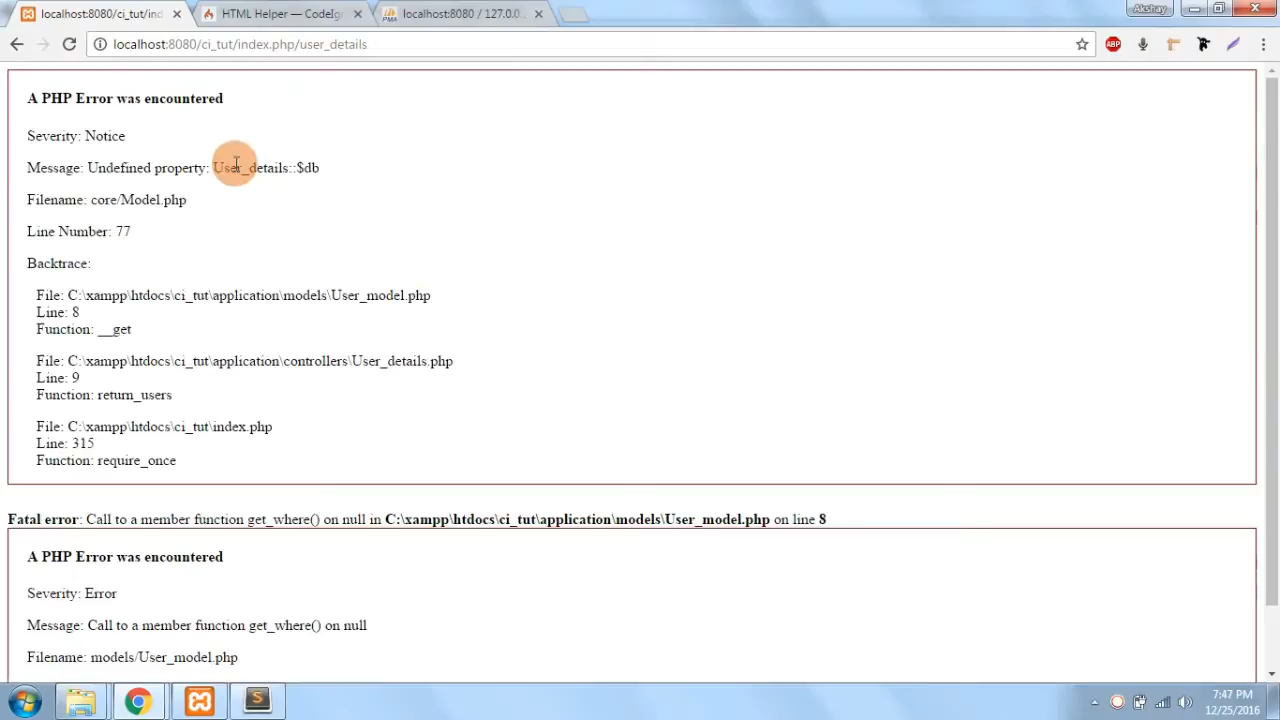 localhost:8080/ci_tut/ind
HTML Helper — CodeIg
localhost:8080 / 127.0.0.
Akshay
localhost:8080/ci_tut/index.php/user_details
ABP
A PHP Error was encountered
Severity: Notice
Message: Undefined property: User_details::$db
Filename: core/Model.php
Line Number: 77
Backtrace:
File: C:\xampp\htdocs\ci_tut\application\models\User_model.php
Line: 8
Function: __get
File: C:\xampp\htdocs\ci_tut\application\controllers\User_details.php
Line: 9
Function: return_users
File: C:\xampp\htdocs\ci_tut\index.php
Line: 315
Function: require_once
Fatal error: Call to a member function get_where() on null in C:\xampp\htdocs\ci_tut\application\models\User_model.php on line 8
A PHP Error was encountered
Severity: Error
Message: Call to a member function get_where() on null
Filename: models/User_model.php
7:47 PM
12/25/2016